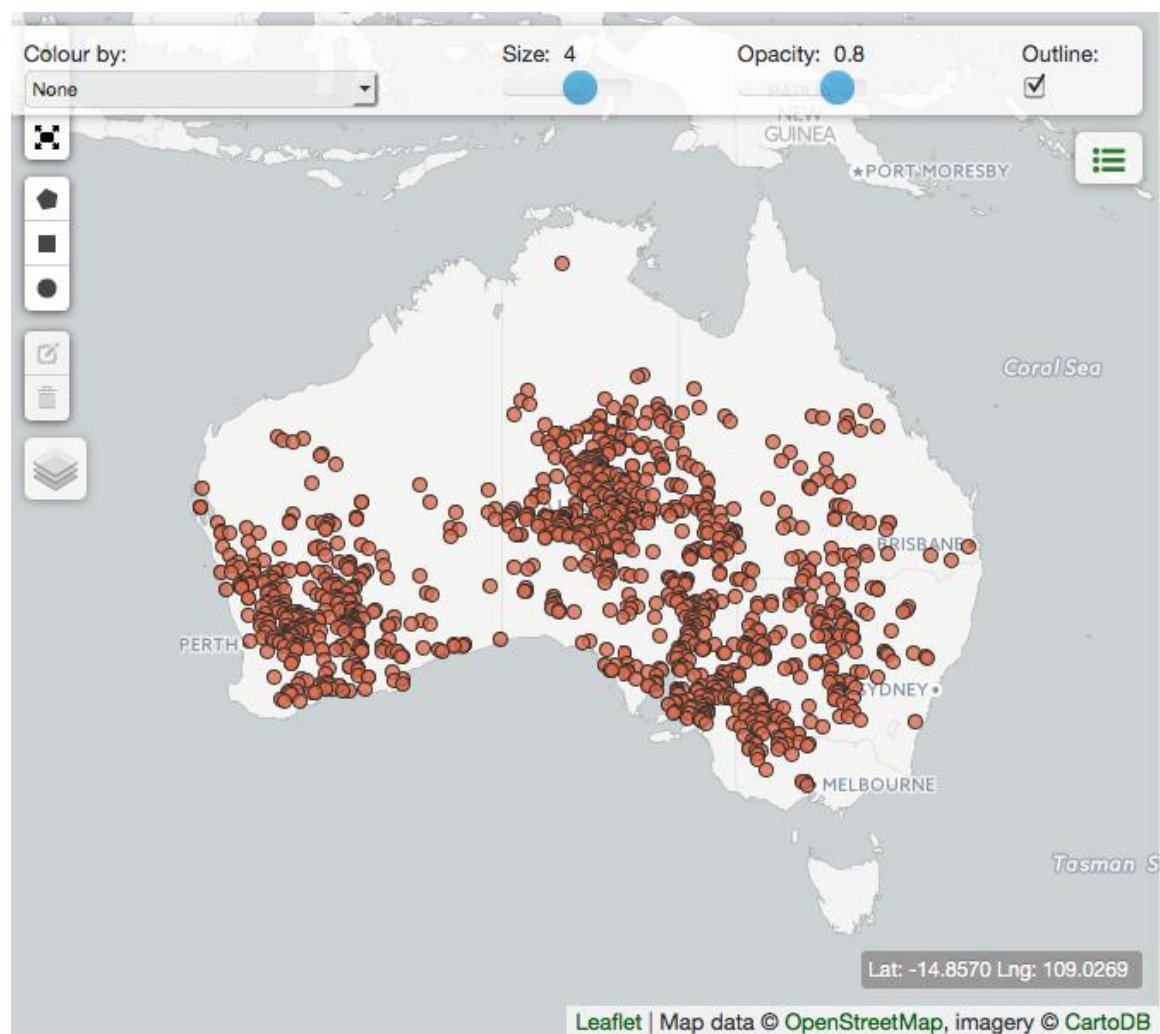 Colour by:
None
Size: 4
Opacity: 0.8
Outline:
PAPUA
NEW
GUINEA
★PORT MORESBY
Coral Sea
BRISBANE
PERTH
SYDNEY
MELBOURNE
Tasman S
Lat: -14.8570 Lng: 109.0269
Leaflet | Map data © OpenStreetMap, imagery © CartoDB